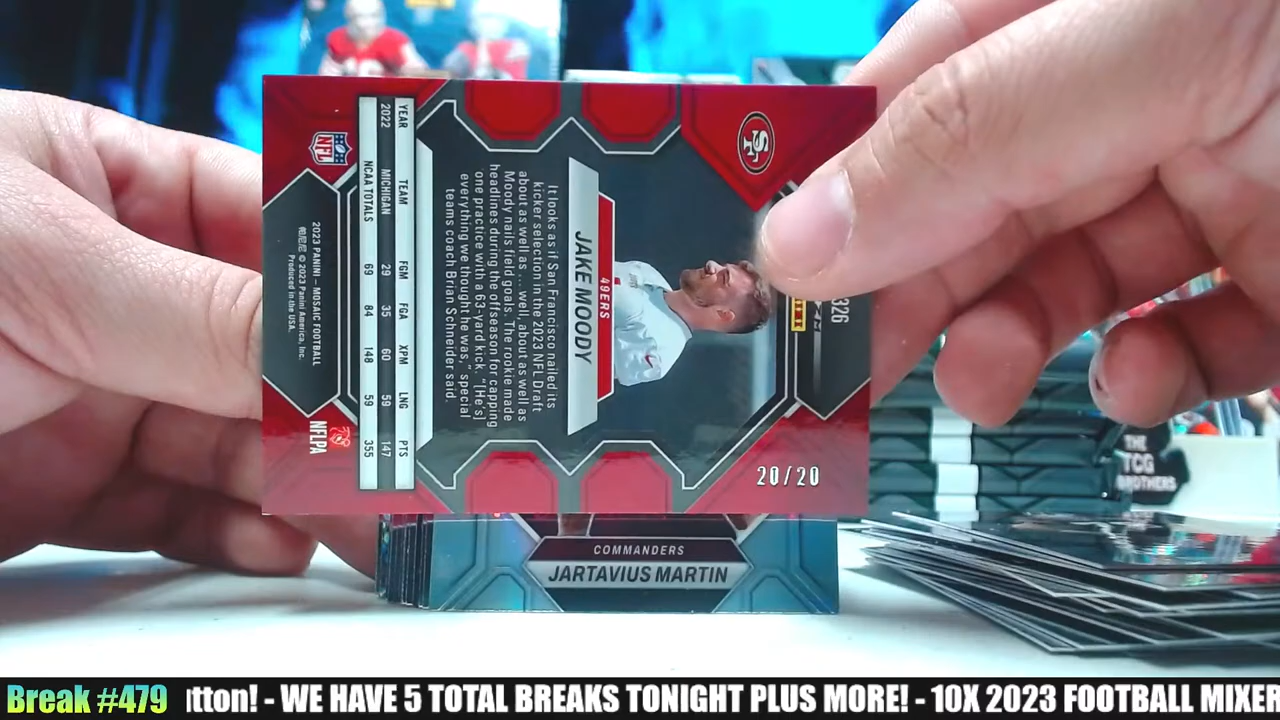 326
20/20
49ERS
JAKE MOODY
It looks as if San Francisco nailed its
kicker selection in the 2023 NFL Draft
about as well as ... well, about as well as
Moody nails field goals. The rookie made
headlines during the offseason for capping
one practice with a 63-yard kick. "[He's]
everything we thought he was," special
teams coach Brian Schneider said.
YEAR TEAM FGM FGA XPM LNG PTS
2022 MICHIGAN 29 35 60 59 147
NCAA TOTALS 69 84 148 59 355
NFL
2023 PANINI – MOSAIC FOOTBALL
© 2023 Panini America, Inc.
Produced in the USA.
NFLPA
COMMANDERS
JARTAVIUS MARTIN
THE
TCG
BROTHERS
Break #479
tton! - WE HAVE 5 TOTAL BREAKS TONIGHT PLUS MORE! - 10X 2023 FOOTBALL MIXER